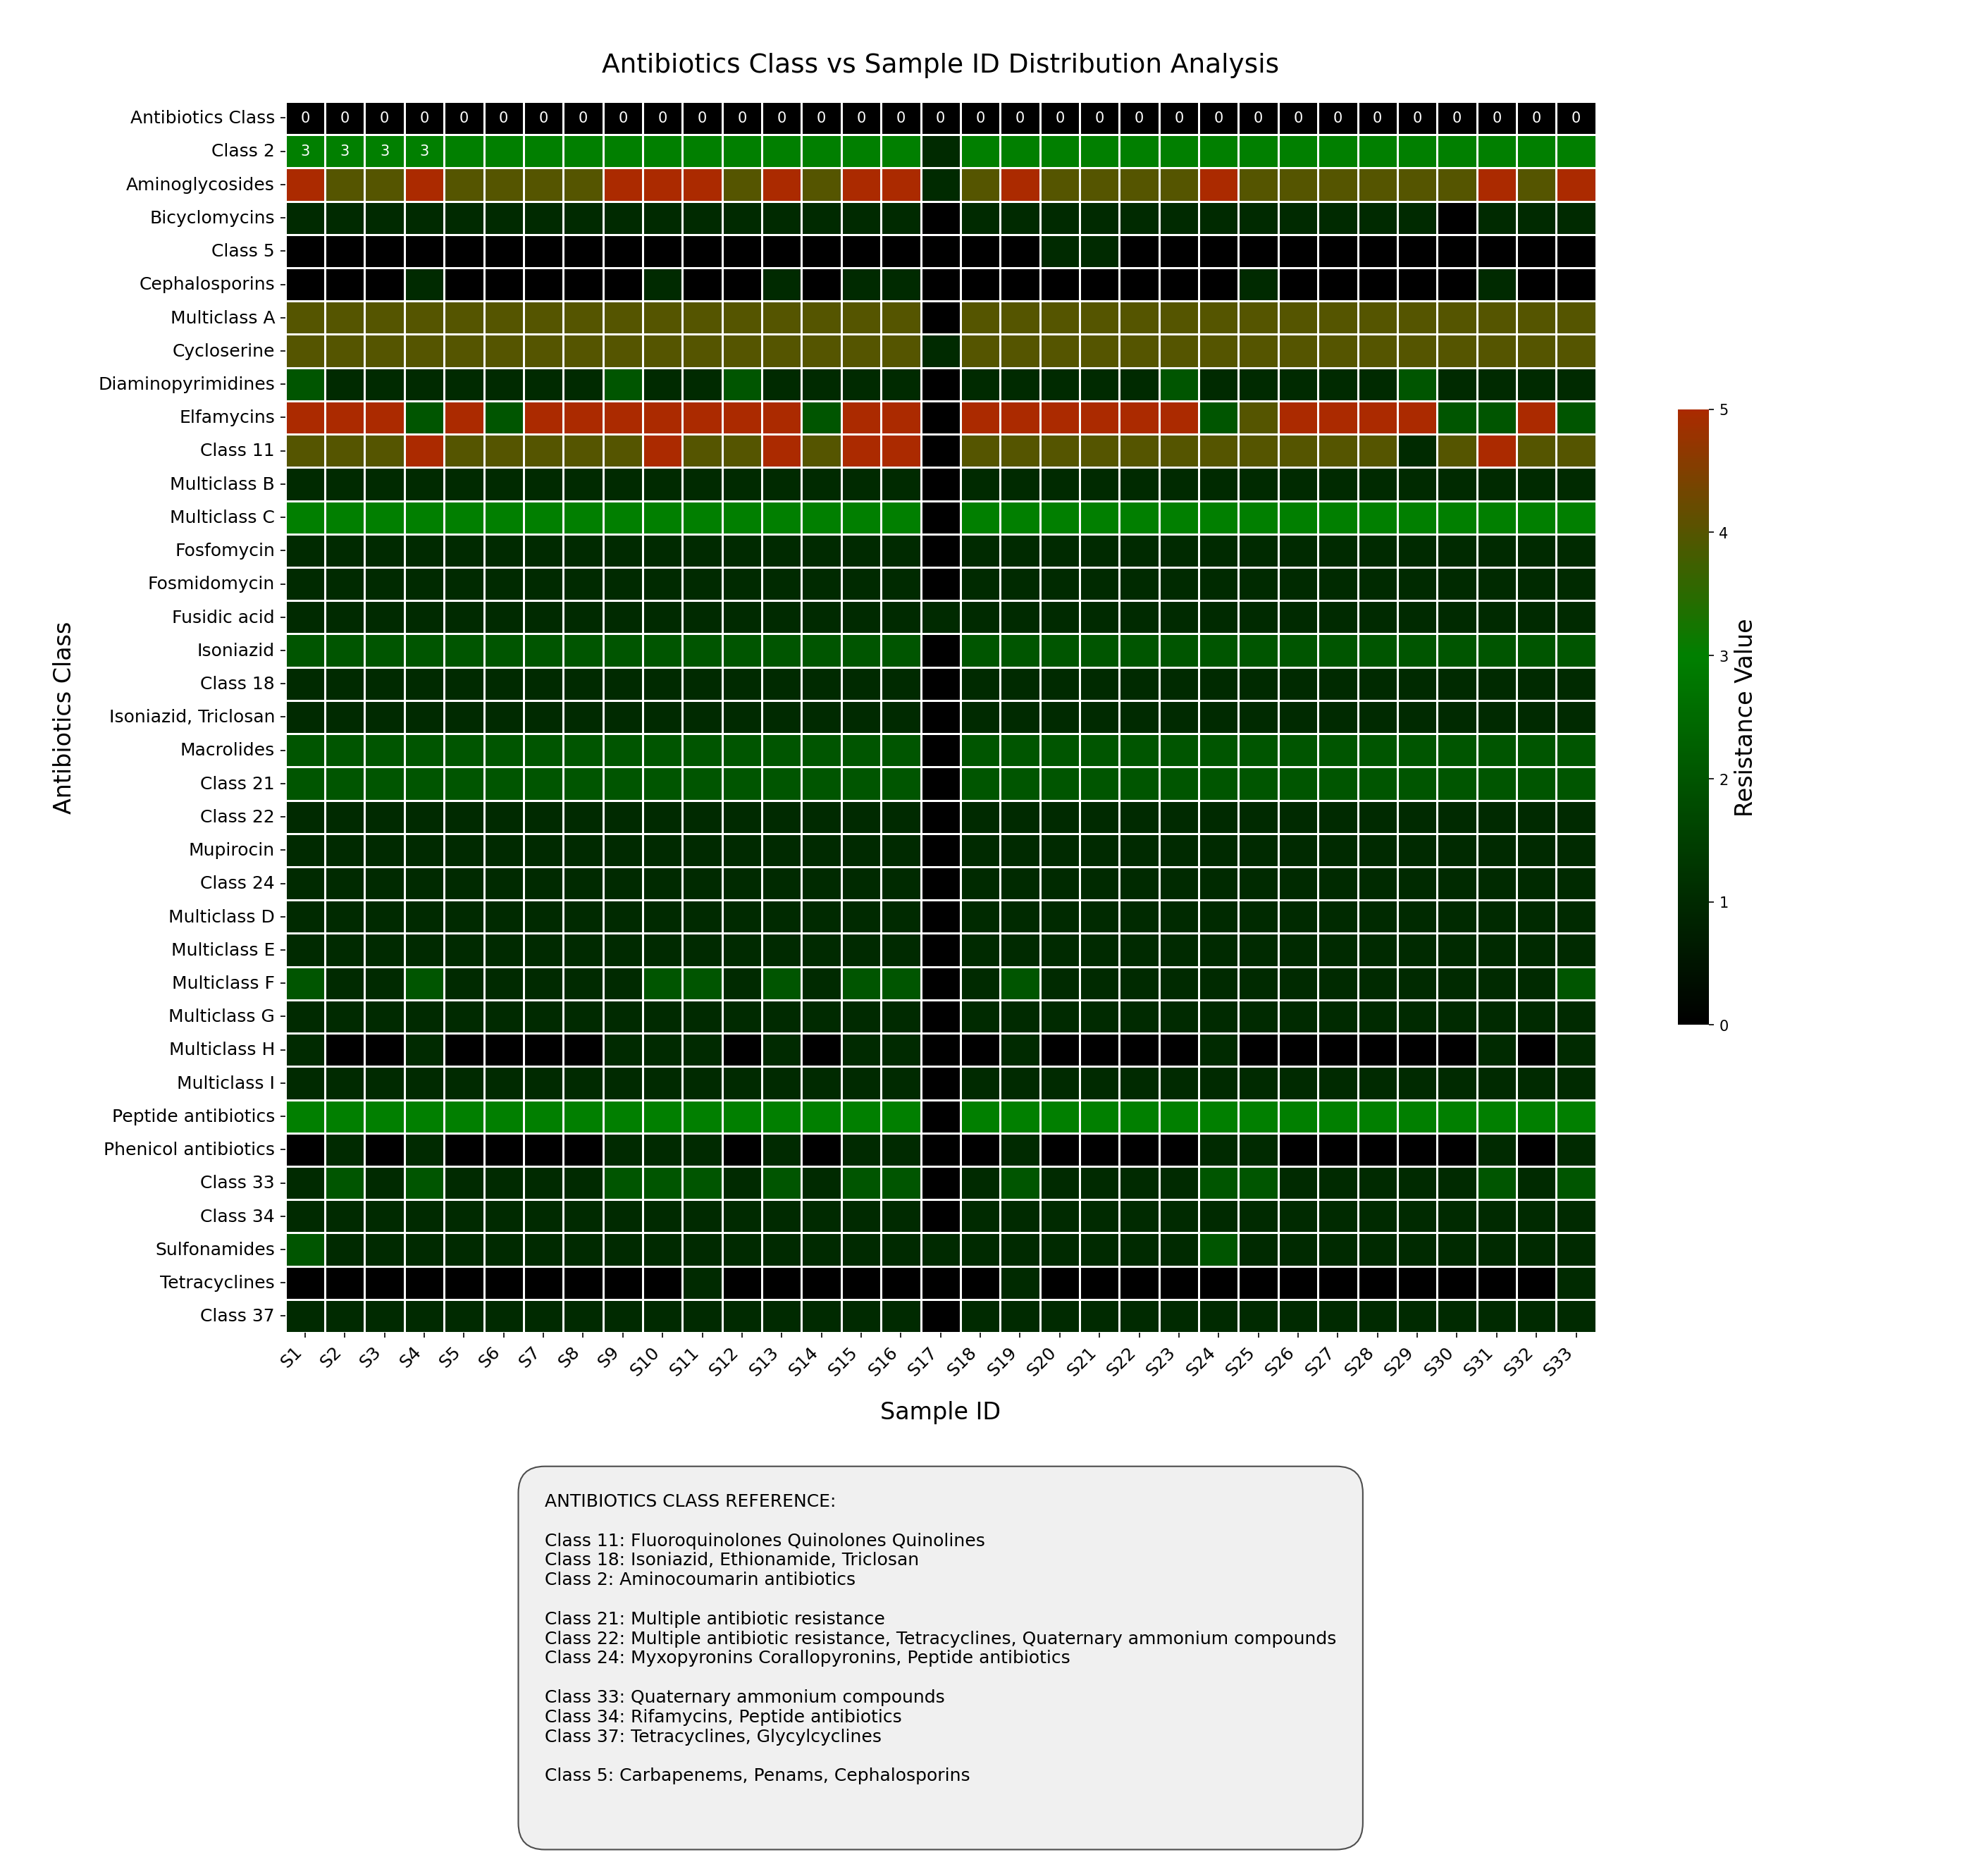 Antibiotics Class vs Sample ID Distribution Analysis
Antibiotics Class 0 0 0 0 0 0 0 0 0 0 0 0 0 0 0 0 0 0 0 0 0 0 0 0 0 0 0 0 0 0 0 0 0
Class 2 3 3 3 3
Aminoglycosides
Bicyclomycins
Class 5
Cephalosporins
Multiclass A
Cycloserine
Diaminopyrimidines
Elfamycins
Class 11
Multiclass B
Multiclass C
Fosfomycin
Fosmidomycin
Fusidic acid
Isoniazid
Class 18
Isoniazid, Triclosan
Macrolides
Class 21
Class 22
Mupirocin
Class 24
Multiclass D
Multiclass E
Multiclass F
Multiclass G
Multiclass H
Multiclass I
Peptide antibiotics
Phenicol antibiotics
Class 33
Class 34
Sulfonamides
Tetracyclines
Class 37
Antibiotics Class
S1 S2 S3 S4 S5 S6 S7 S8 S9 S10 S11 S12 S13 S14 S15 S16 S17 S18 S19 S20 S21 S22 S23 S24 S25 S26 S27 S28 S29 S30 S31 S32 S33
Sample ID
5
4
3
2
1
0
Resistance Value
ANTIBIOTICS CLASS REFERENCE:
Class 11: Fluoroquinolones Quinolones Quinolines
Class 18: Isoniazid, Ethionamide, Triclosan
Class 2: Aminocoumarin antibiotics
Class 21: Multiple antibiotic resistance
Class 22: Multiple antibiotic resistance, Tetracyclines, Quaternary ammonium compounds
Class 24: Myxopyronins Corallopyronins, Peptide antibiotics
Class 33: Quaternary ammonium compounds
Class 34: Rifamycins, Peptide antibiotics
Class 37: Tetracyclines, Glycylcyclines
Class 5: Carbapenems, Penams, Cephalosporins